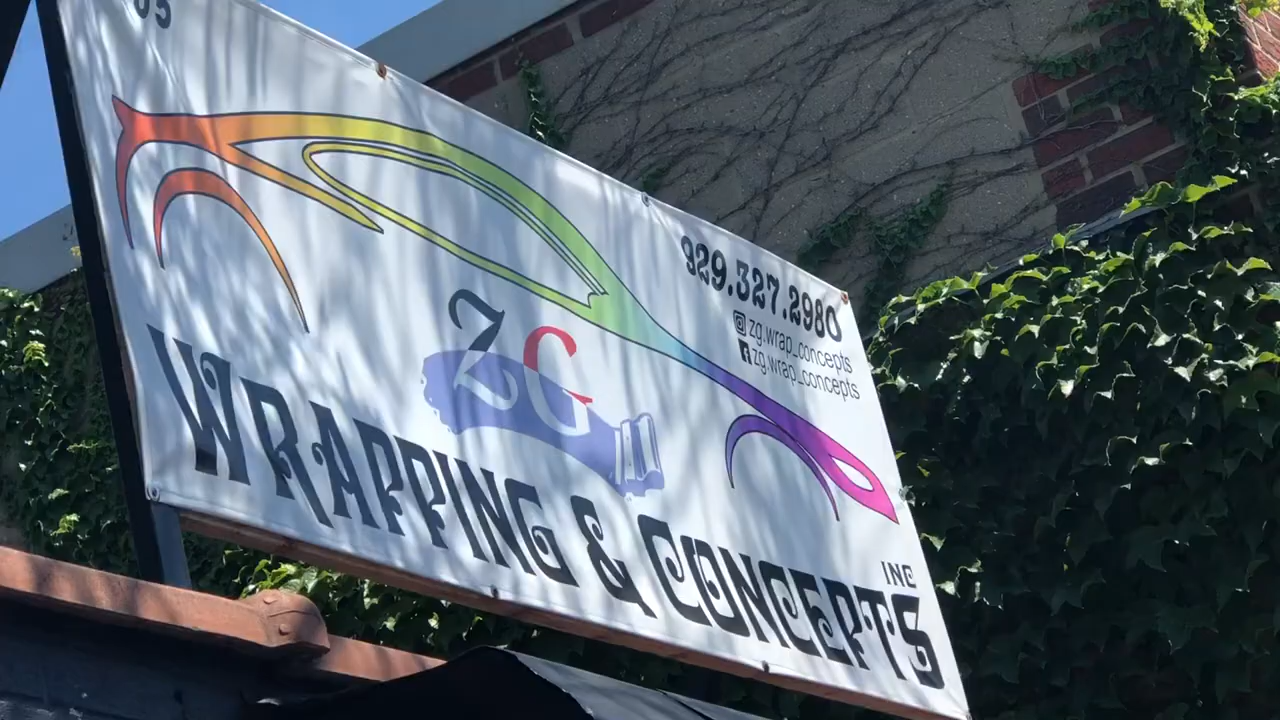 929.327.2980
zg.wrap_concepts
zg.wrap_concepts
ZG
WRAPPING & CONCEPTS INC